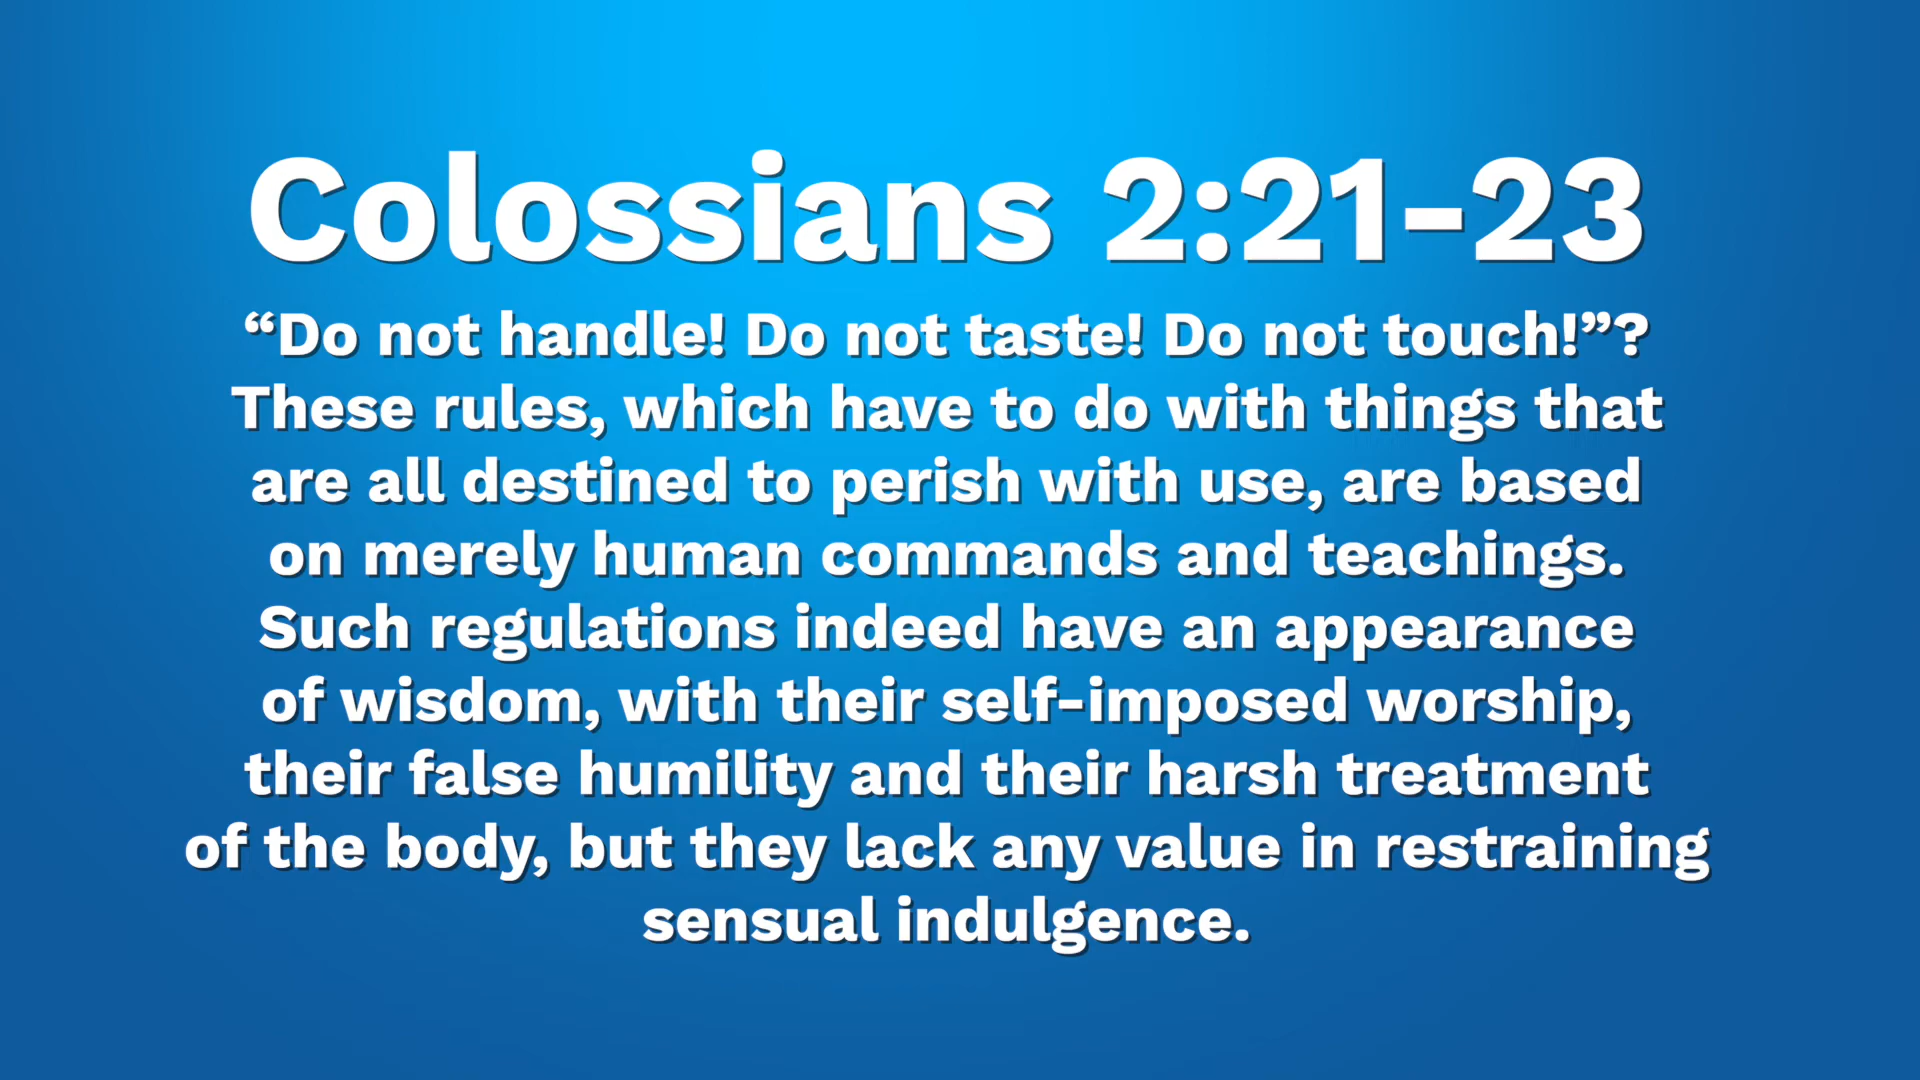 Colossians 2:21-23
“Do not handle! Do not taste! Do not touch!”?
These rules, which have to do with things that
are all destined to perish with use, are based
on merely human commands and teachings.
Such regulations indeed have an appearance
of wisdom, with their self-imposed worship,
their false humility and their harsh treatment
of the body, but they lack any value in restraining
sensual indulgence.